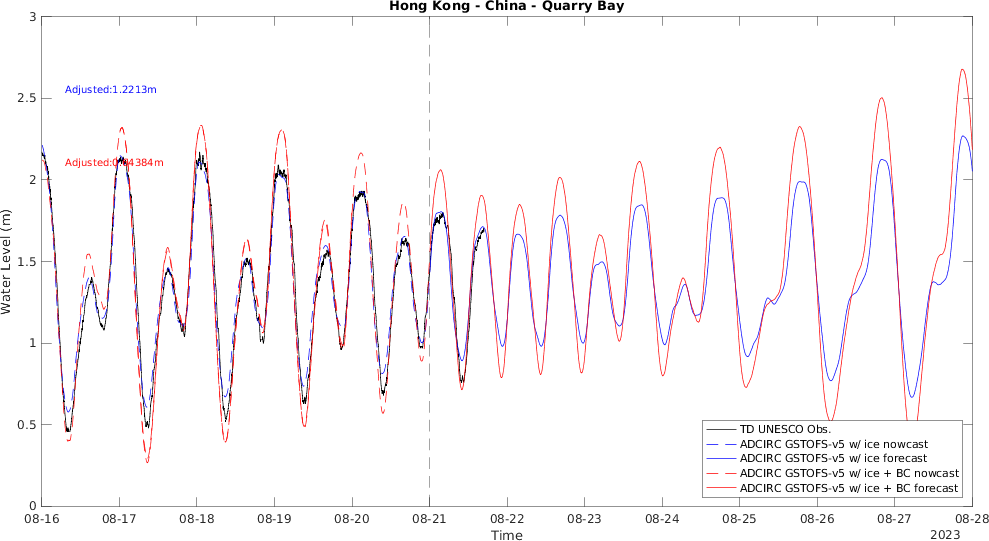 Hong Kong - China - Quarry Bay
3
2.5
2
1.5
1
0.5
0
Water Level (m)
Adjusted:1.2213m
TD UNESCO Obs.
ADCIRC GSTOFS-v5 w/ ice nowcast
ADCIRC GSTOFS-v5 w/ ice forecast
ADCIRC GSTOFS-v5 w/ ice + BC nowcast
ADCIRC GSTOFS-v5 w/ ice + BC forecast
08-16 08-17 08-18 08-19 08-20 08-21 08-22 08-23 08-24 08-25 08-26 08-27 08-28
Time
2023